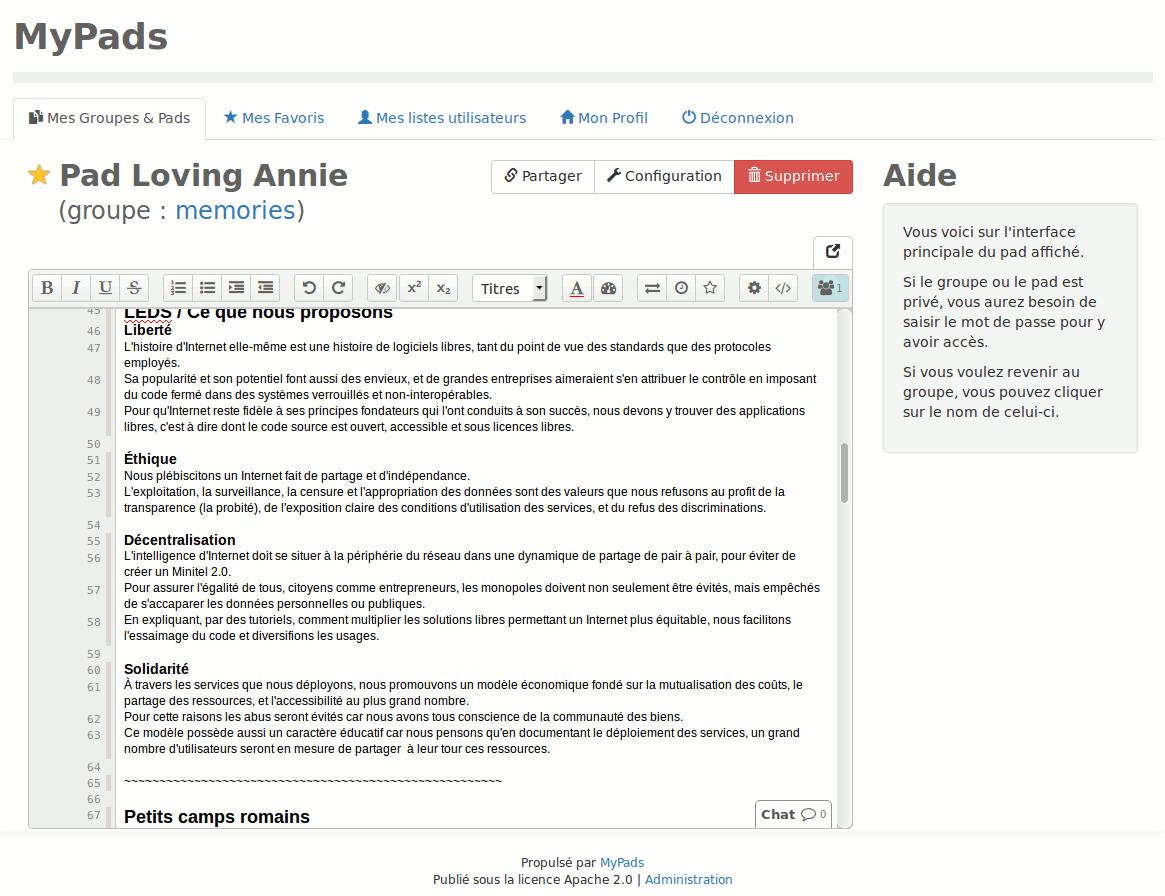 MyPads
Mes Groupes & Pads
Mes Favoris
Mes listes utilisateurs
Mon Profil
Déconnexion
Pad Loving Annie
(groupe : memories)
Partager
Configuration
Supprimer
B I U S
x² x₂
Titres
A
</>
1
45 LEDS / Ce que nous proposons
46 Liberté
47 L'histoire d'Internet elle-même est une histoire de logiciels libres, tant du point de vue des standards que des protocoles
employés.
48 Sa popularité et son potentiel font aussi des envieux, et de grandes entreprises aimeraient s'en attribuer le contrôle en imposant
du code fermé dans des systèmes verrouillés et non-interopérables.
49 Pour qu'Internet reste fidèle à ses principes fondateurs qui l'ont conduits à son succès, nous devons y trouver des applications
libres, c'est à dire dont le code source est ouvert, accessible et sous licences libres.
50
51 Éthique
52 Nous plébiscitons un Internet fait de partage et d'indépendance.
53 L'exploitation, la surveillance, la censure et l'appropriation des données sont des valeurs que nous refusons au profit de la
transparence (la probité), de l'exposition claire des conditions d'utilisation des services, et du refus des discriminations.
54
55 Décentralisation
56 L'intelligence d'Internet doit se situer à la périphérie du réseau dans une dynamique de partage de pair à pair, pour éviter de
créer un Minitel 2.0.
57 Pour assurer l'égalité de tous, citoyens comme entrepreneurs, les monopoles doivent non seulement être évités, mais empêchés
de s'accaparer les données personnelles ou publiques.
58 En expliquant, par des tutoriels, comment multiplier les solutions libres permettant un Internet plus équitable, nous facilitons
l'essaimage du code et diversifions les usages.
59
60 Solidarité
61 À travers les services que nous déployons, nous promouvons un modèle économique fondé sur la mutualisation des coûts, le
partage des ressources, et l'accessibilité au plus grand nombre.
62 Pour cette raisons les abus seront évités car nous avons tous conscience de la communauté des biens.
63 Ce modèle possède aussi un caractère éducatif car nous pensons qu'en documentant le déploiement des services, un grand
nombre d'utilisateurs seront en mesure de partager  à leur tour ces ressources.
64
65 ~~~~~~~~~~~~~~~~~~~~~~~~~~~~~~~~~~~~~~~~~~~~~~~~~~~~~~
66
67 Petits camps romains
Chat 0
Aide
Vous voici sur l'interface
principale du pad affiché.
Si le groupe ou le pad est
privé, vous aurez besoin de
saisir le mot de passe pour y
avoir accès.
Si vous voulez revenir au
groupe, vous pouvez cliquer
sur le nom de celui-ci.
Propulsé par MyPads
Publié sous la licence Apache 2.0 | Administration